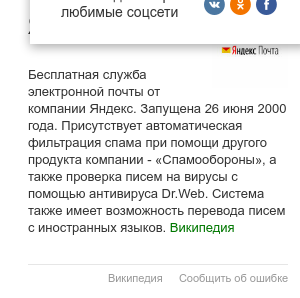 любимые соцсети
Яндекс Почта
Бесплатная служба
электронной почты от
компании Яндекс. Запущена 26 июня 2000
года. Присутствует автоматическая
фильтрация спама при помощи другого
продукта компании - «Спамообороны», а
также проверка писем на вирусы с
помощью антивируса Dr.Web. Система
также имеет возможность перевода писем
с иностранных языков. Википедия
Википедия Сообщить об ошибке